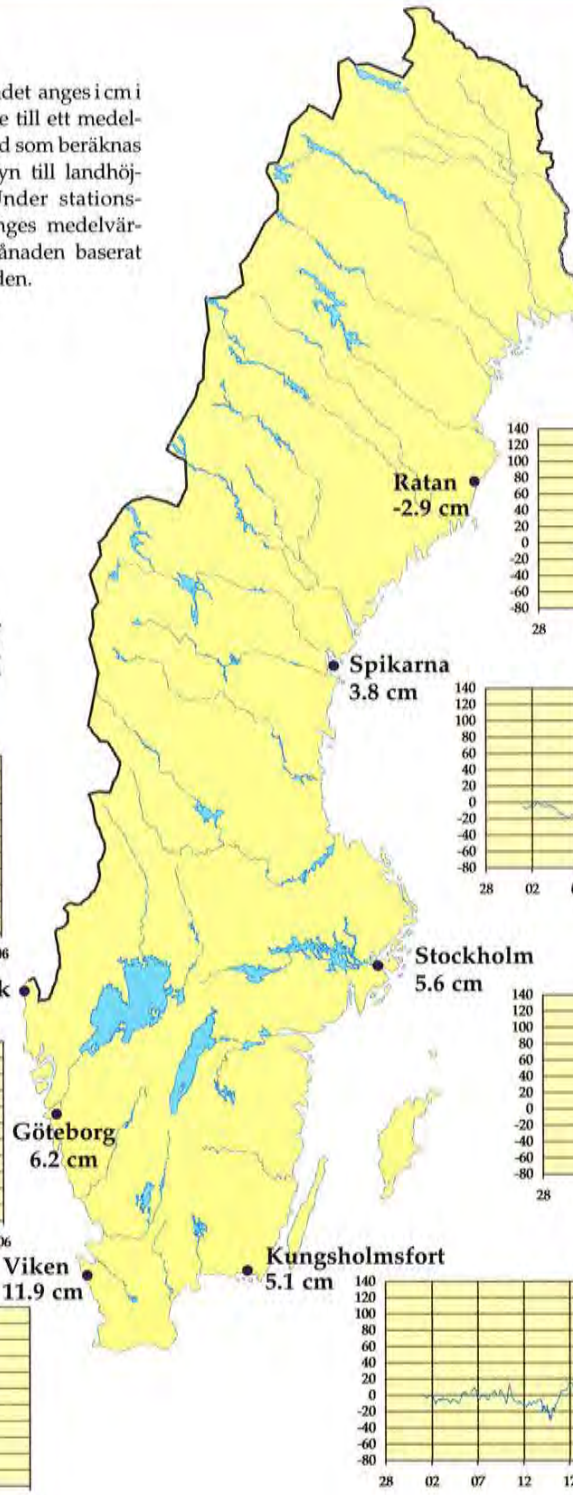 det anges i cm i
e till ett medel-
d som beräknas
yn till landhöj-
nder stations-
nges medelvär-
ånaden baserat
den.
Ratan
-2.9 cm
140
120
100
80
60
40
20
0
-20
-40
-60
-80
28
Spikarna
3.8 cm
140
120
100
80
60
40
20
0
-20
-40
-60
-80
28 02
06
k
Stockholm
5.6 cm
140
120
100
80
60
40
20
0
-20
-40
-60
-80
28
Göteborg
6.2 cm
06
Viken
11.9 cm
Kungsholmsfort
5.1 cm
140
120
100
80
60
40
20
0
-20
-40
-60
-80
28 02 07 12 17